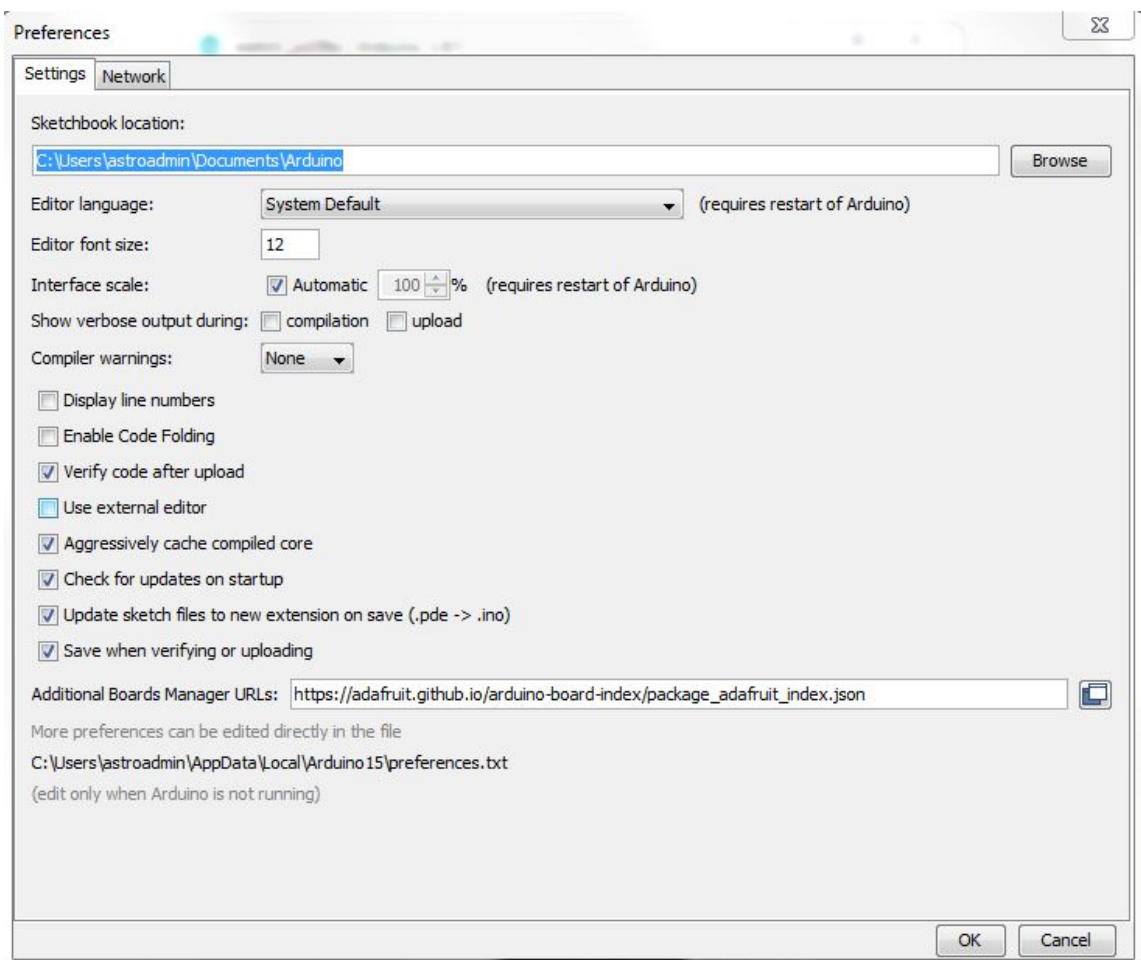 Preferences
Settings Network
Sketchbook location:
C:\Users\astroadmin\Documents\Arduino Browse
Editor language: System Default (requires restart of Arduino)
Editor font size: 12
Interface scale: Automatic 100 % (requires restart of Arduino)
Show verbose output during: compilation upload
Compiler warnings: None
Display line numbers
Enable Code Folding
Verify code after upload
Use external editor
Aggressively cache compiled core
Check for updates on startup
Update sketch files to new extension on save (.pde -> .ino)
Save when verifying or uploading
Additional Boards Manager URLs: https://adafruit.github.io/arduino-board-index/package_adafruit_index.json
More preferences can be edited directly in the file
C:\Users\astroadmin\AppData\Local\Arduino15\preferences.txt
(edit only when Arduino is not running)
OK Cancel